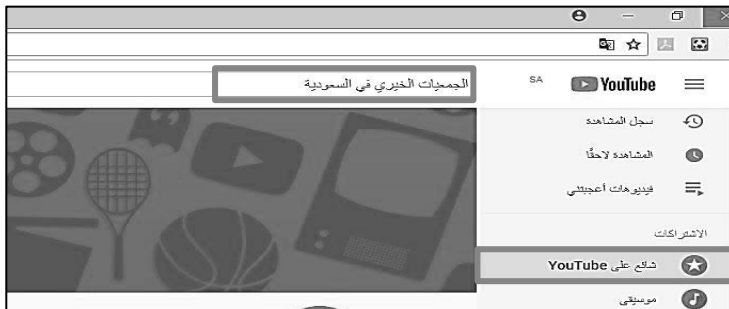 الجمعيات الخيري في السعودية
YouTube SA
سجل المشاهدة
المشاهدة لاحقًا
فيديوهات أعجبتني
الاشتراكات
شائع على YouTube
موسيقى